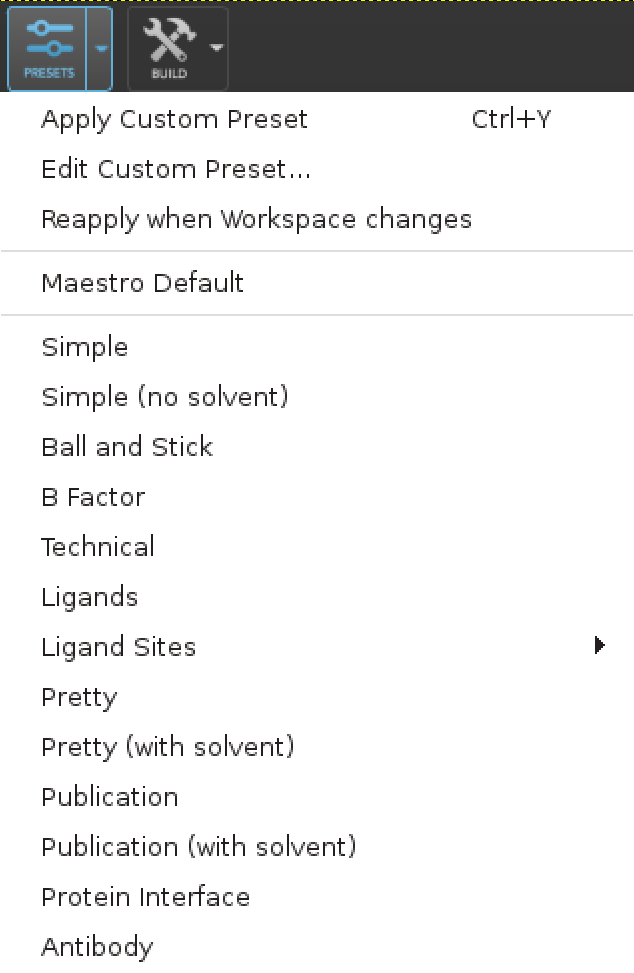 PRESETS
BUILD
Apply Custom Preset Ctrl+Y
Edit Custom Preset...
Reapply when Workspace changes
Maestro Default
Simple
Simple (no solvent)
Ball and Stick
B Factor
Technical
Ligands
Ligand Sites
Pretty
Pretty (with solvent)
Publication
Publication (with solvent)
Protein Interface
Antibody